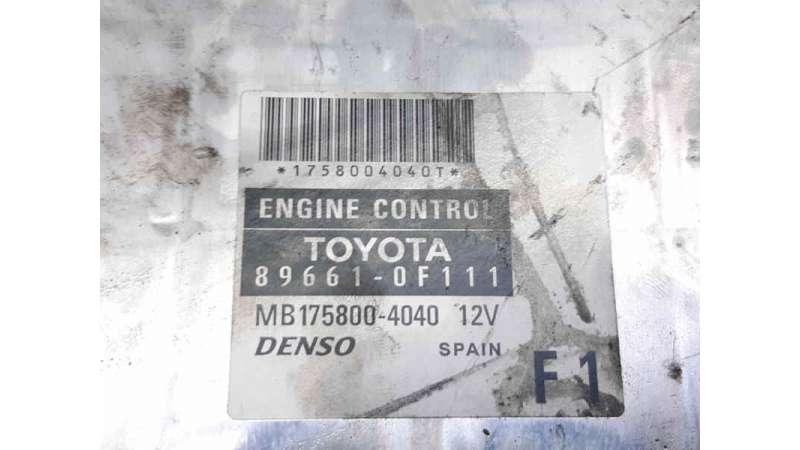 *1758004040T*
ENGINE CONTROL
TOYOTA
89661-0F111
MB175800-4040 12V
DENSO SPAIN
F1